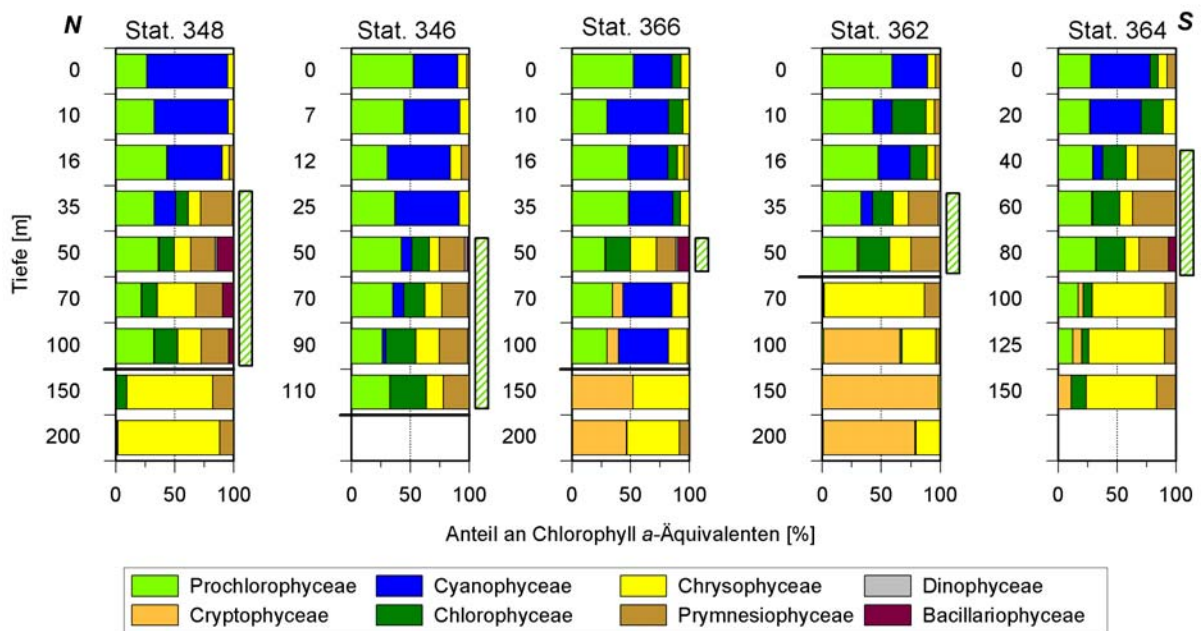 N
S
Stat. 348
Stat. 346
Stat. 366
Stat. 362
Stat. 364
Tiefe [m]
0
10
16
35
50
70
100
150
200
0
7
12
25
50
70
90
110
0
10
16
35
50
70
100
150
200
0
10
16
35
50
70
100
150
200
0
20
40
60
80
100
125
150
0 50 100
0 50 100
0 50 100
0 50 100
0 50 100
Anteil an Chlorophyll a-Äquivalenten [%]
Prochlorophyceae Cyanophyceae Chrysophyceae Dinophyceae
Cryptophyceae Chlorophyceae Prymnesiophyceae Bacillariophyceae